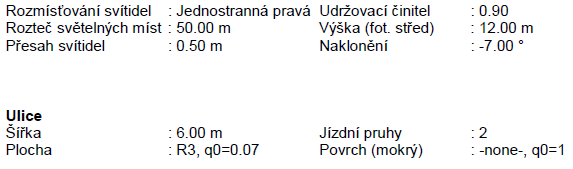 Rozmísťování svítidel : Jednostranná pravá Udržovací činitel : 0.90
Rozteč světelných míst : 50.00 m Výška (fot. střed) : 12.00 m
Přesah svítidel : 0.50 m Naklonění : -7.00 °
Ulice
Šířka : 6.00 m Jízdní pruhy : 2
Plocha : R3, q0=0.07 Povrch (mokrý) : -none-, q0=1